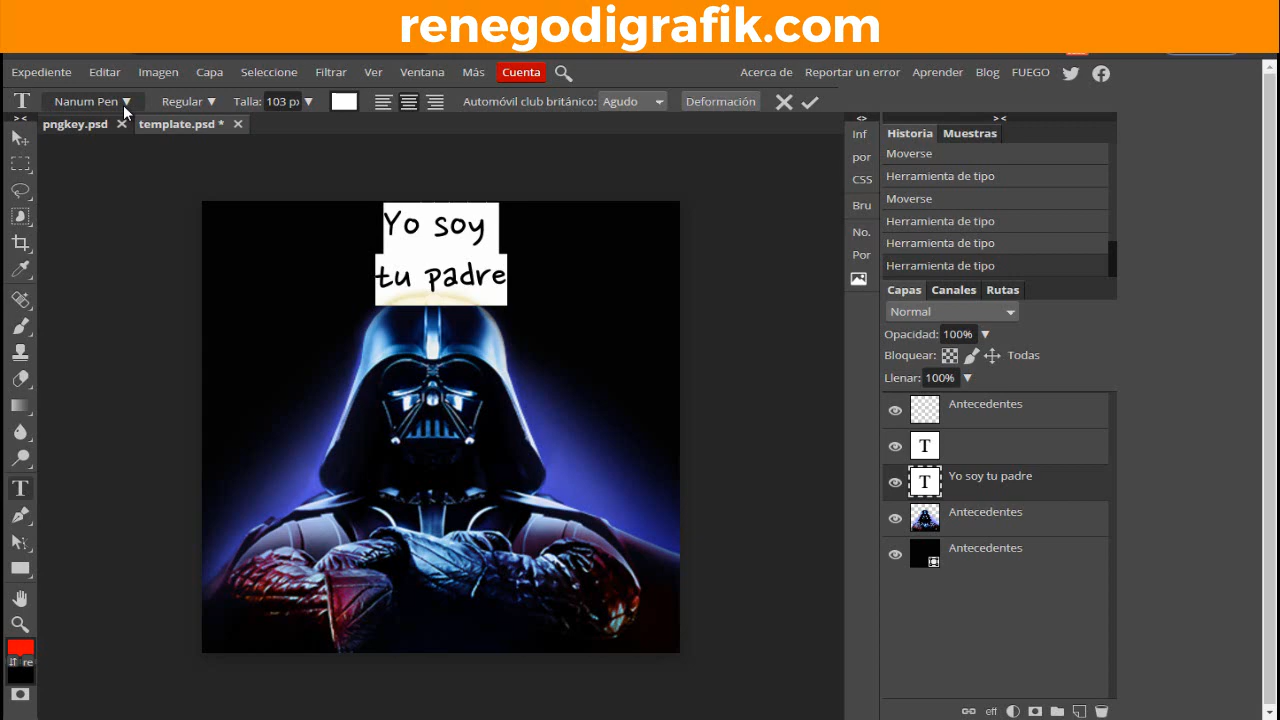 renegodigrafik.com
Expediente Editar Imagen Capa Seleccione Filtrar Ver Ventana Más Cuenta Acerca de Reportar un error Aprender Blog FUEGO
T Nanum Pen Regular Talla: 103 px Automóvil club británico: Agudo Deformación
pngkey.psd template.psd *
Inf
por
CSS
Bru
No.
Por
Historia Muestras
Moverse
Herramienta de tipo
Moverse
Herramienta de tipo
Herramienta de tipo
Herramienta de tipo
Capas Canales Rutas
Normal
Opacidad: 100%
Bloquear: Todas
Llenar: 100%
Antecedentes
T
T Yo soy tu padre
Antecedentes
Antecedentes
eff
Yo soy
tu padre
T
re